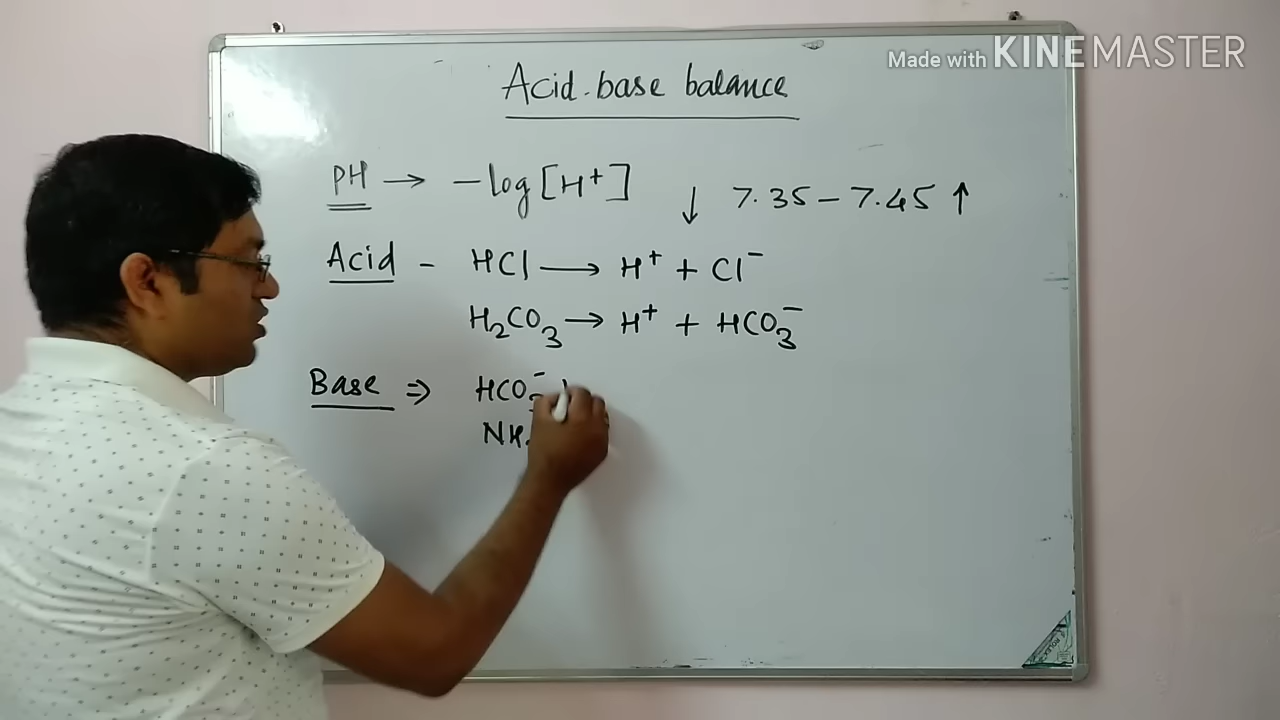 Made with KINEMASTER
Acid-base balance
PH → -log[H⁺] ↓ 7.35 - 7.45 ↑
Acid - HCl → H⁺ + Cl⁻
H₂CO₃ → H⁺ + HCO₃⁻
Base ⇒ HCO₃⁻